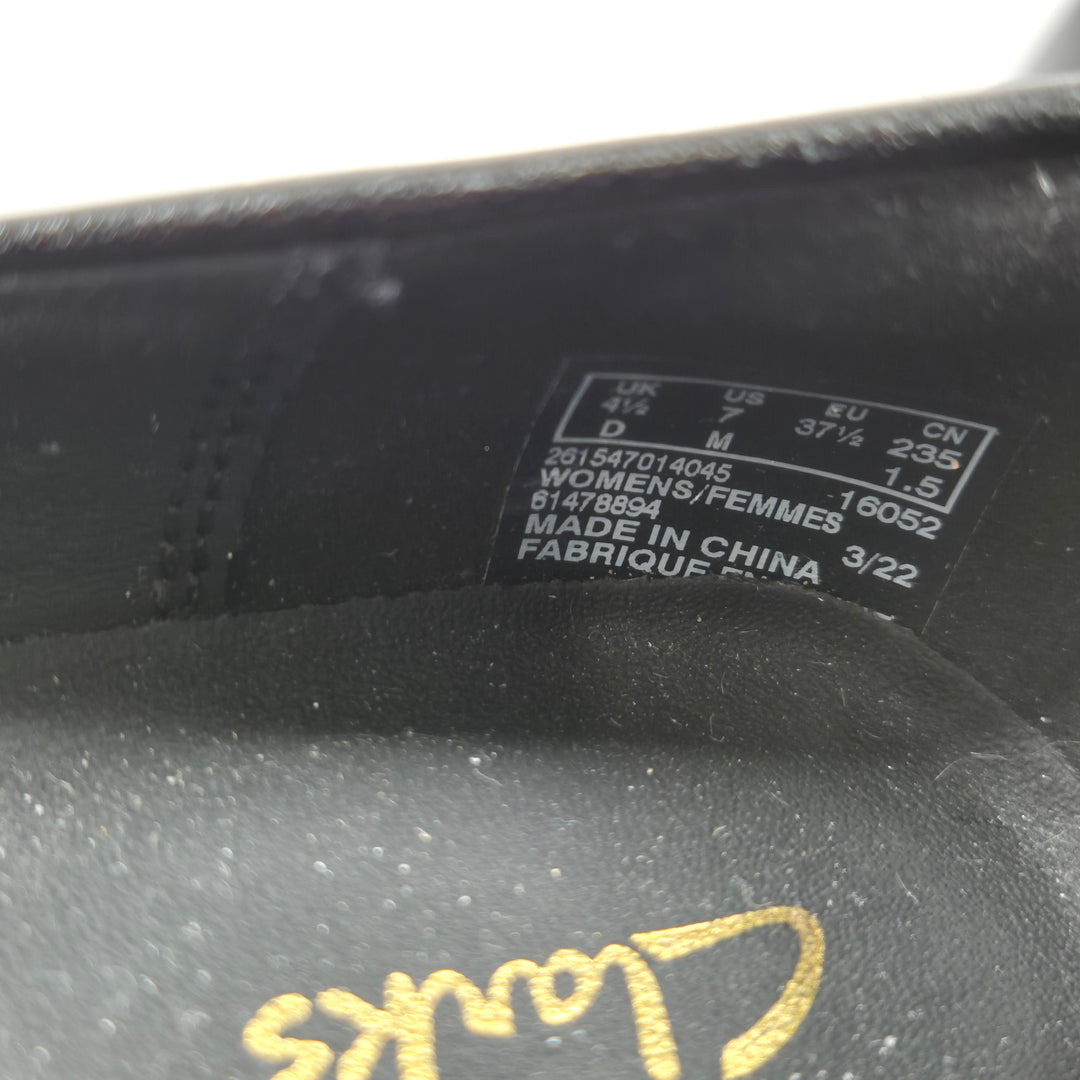 UK US EU CN
4½ 7 37½ 235
D M 1.5
261547014045 16052
WOMENS/FEMMES
61478894
MADE IN CHINA 3/22
FABRIQUE
Clarks